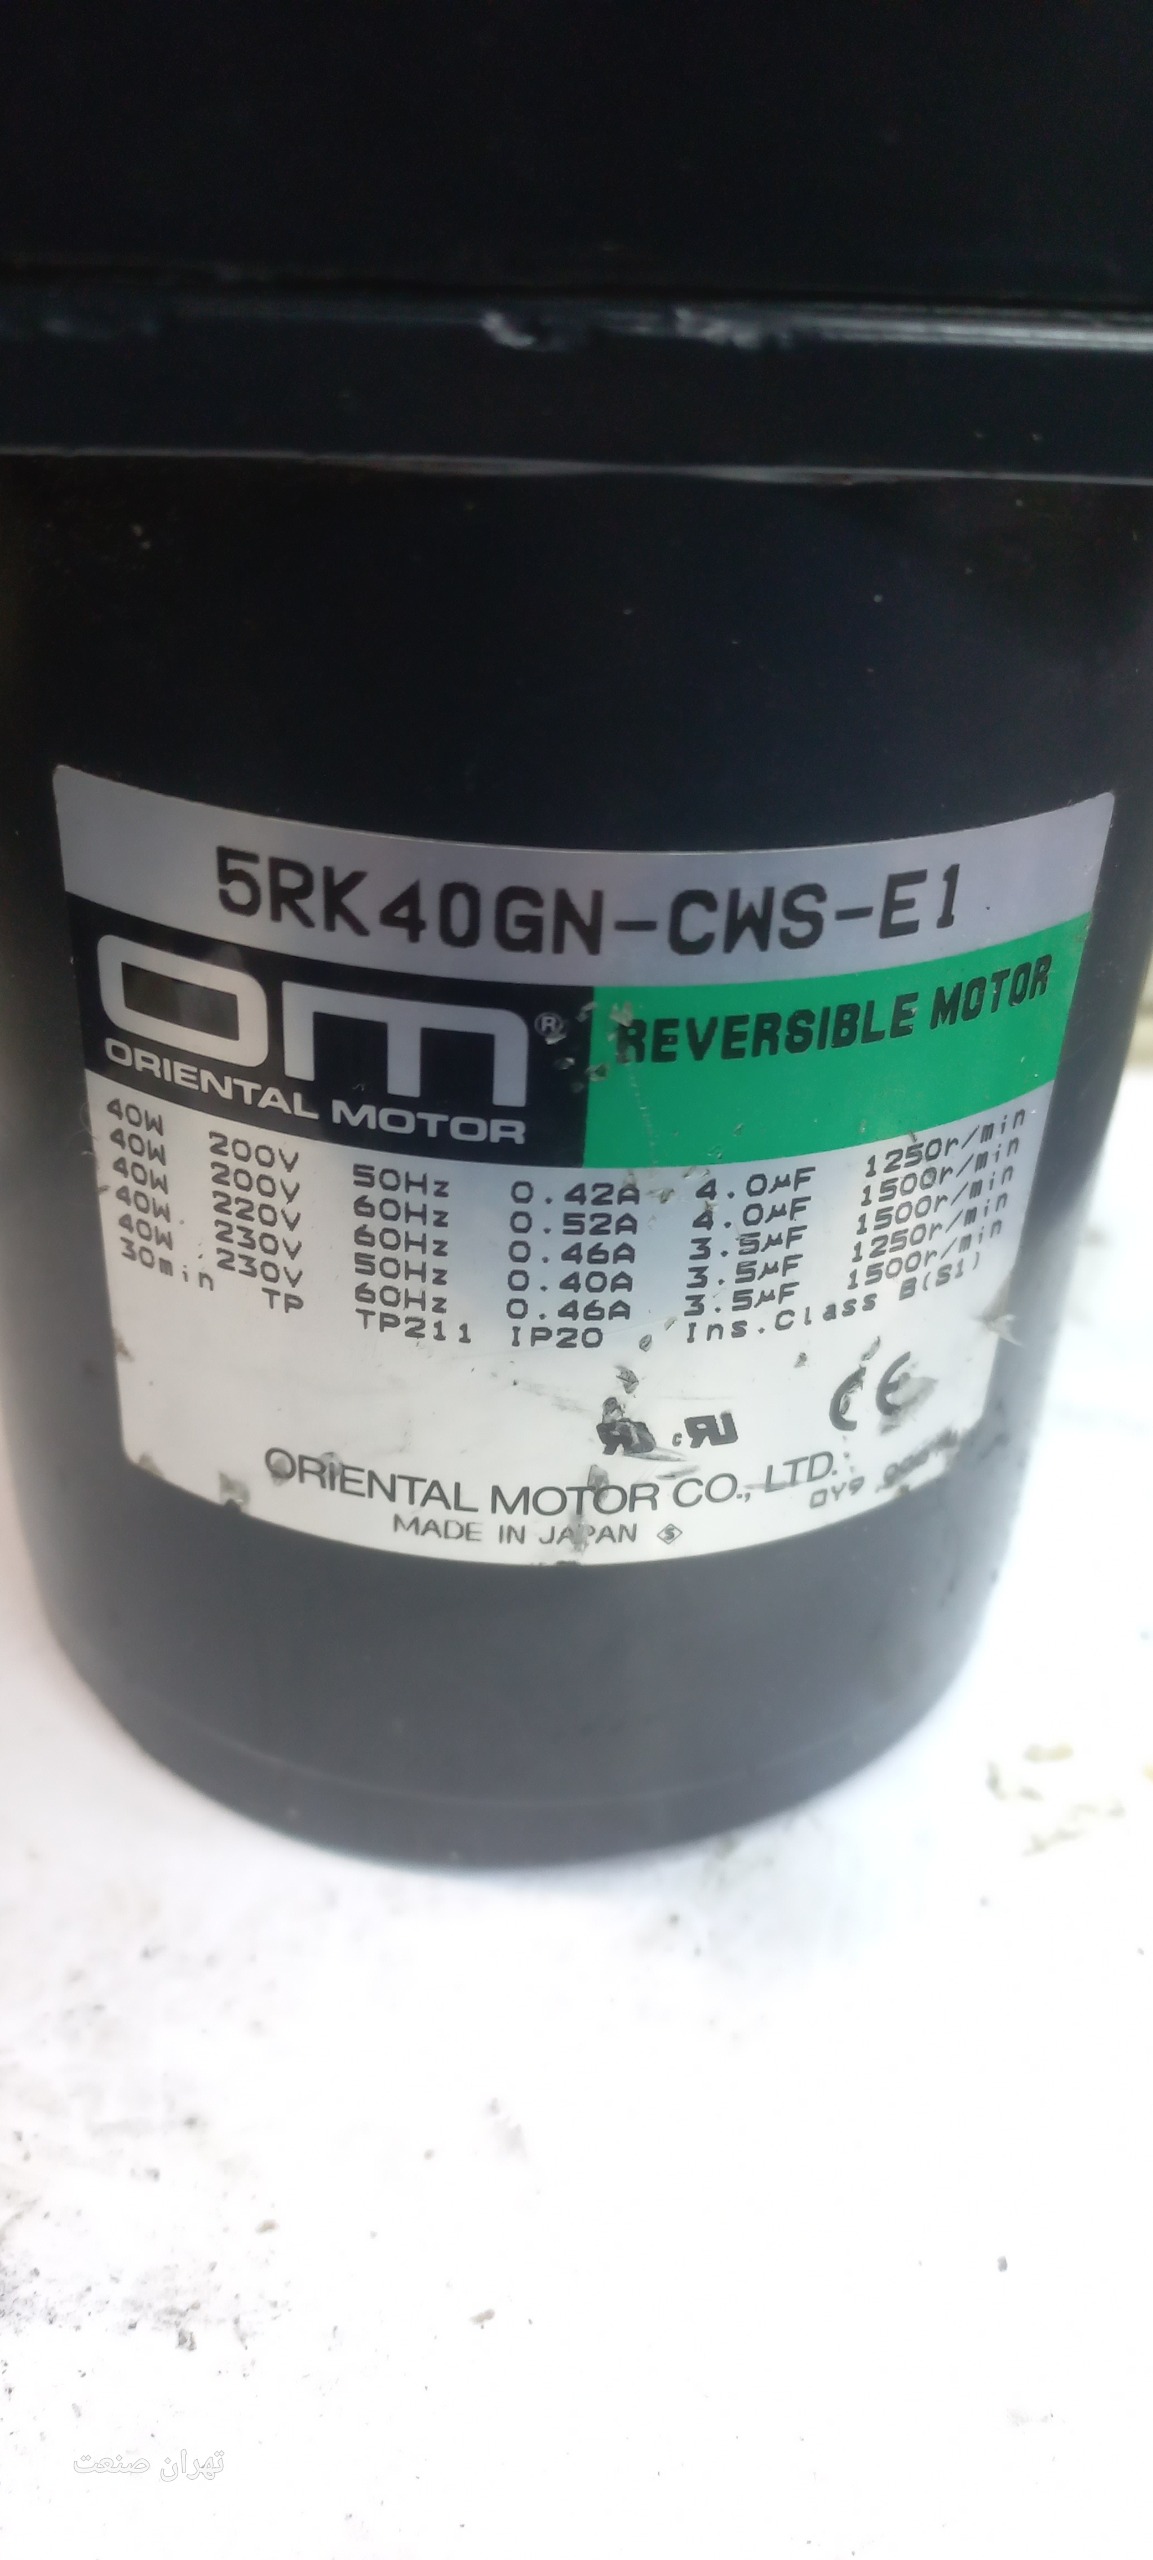 5RK40GN-CWS-E1
OM®
ORIENTAL MOTOR
REVERSIBLE MOTOR
40W 200V 50Hz 0.42A 4.0μF 1250r/min
40W 200V 60Hz 0.52A 4.0μF 1500r/min
40W 220V 60Hz 0.46A 3.5μF 1500r/min
40W 230V 50Hz 0.40A 3.5μF 1250r/min
40W 230V 60Hz 0.46A 3.5μF 1500r/min
30min TP TP211 IP20 Ins.Class B(S1)
c CE
ORIENTAL MOTOR CO., LTD.
MADE IN JAPAN S
تهران صنعت